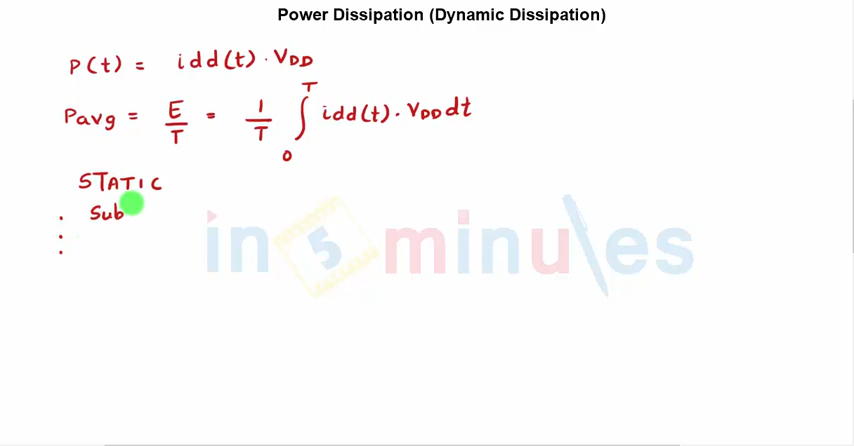 Power Dissipation (Dynamic Dissipation)
P(t) = idd(t) · VDD
Pavg = E/T = 1/T ∫₀ᵀ idd(t) · VDD dt
STATIC
· Sub
·
·
in 5 minutes